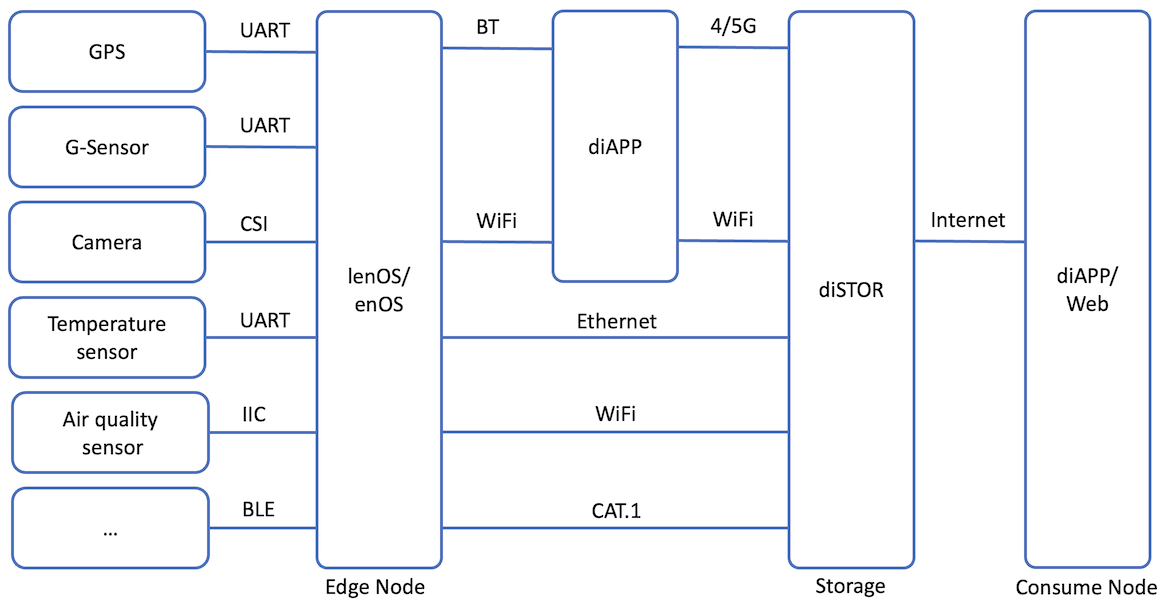 GPS
UART
BT
4/5G
G-Sensor
UART
diAPP
Camera
CSI
WiFi
WiFi
Internet
lenOS/
enOS
diSTOR
diAPP/
Web
Temperature
sensor
UART
Ethernet
Air quality
sensor
IIC
WiFi
...
BLE
CAT.1
Edge Node
Storage
Consume Node